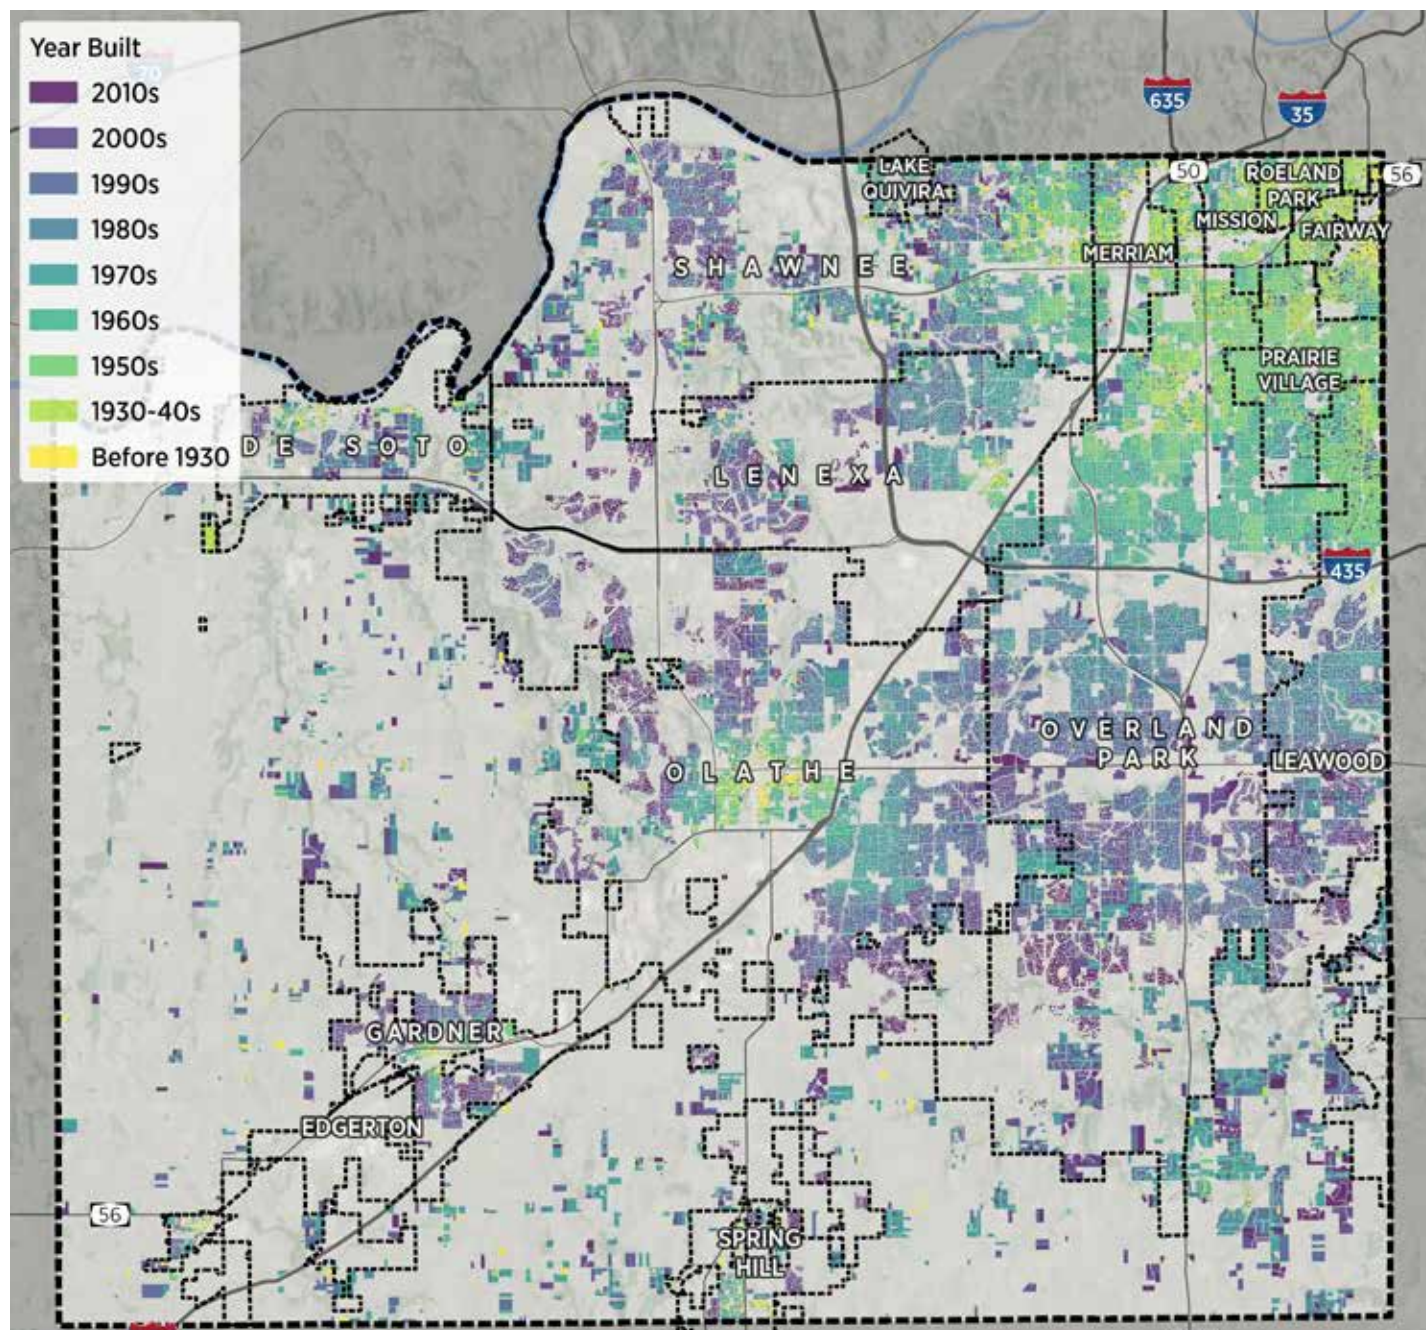 Year Built
70
2010s
2000s
1990s
1980s
1970s
1960s
1950s
1930-40s
Before 1930
635
35
50
56
LAKE
QUIVIRA
ROELAND
PARK
MISSION
FAIRWAY
MERRIAM
SHAWNEE
PRAIRIE
VILLAGE
DE SOTO
LENEXA
435
OVERLAND
PARK
LEAWOOD
OLATHE
GARDNER
EDGERTON
56
SPRING
HILL